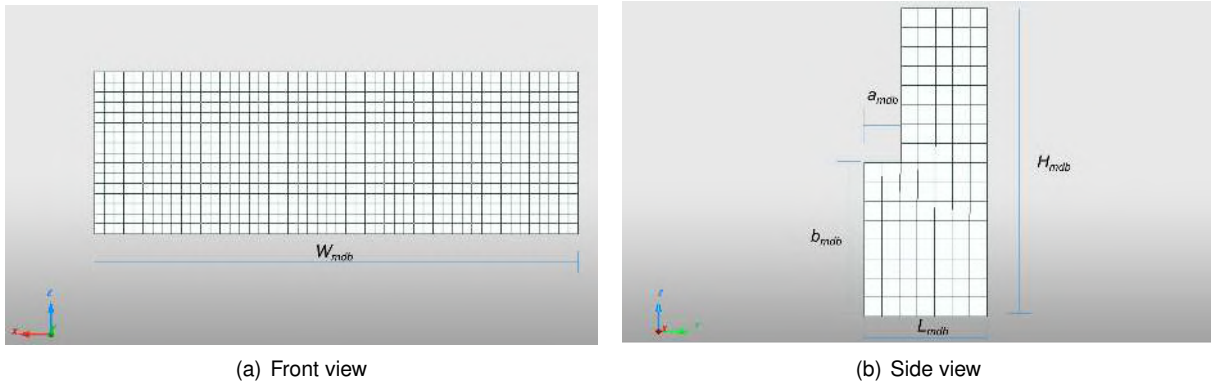 a_mdb
H_mdb
b_mdb
W_mdb
L_mdb
z
x
z
x
(a) Front view
(b) Side view